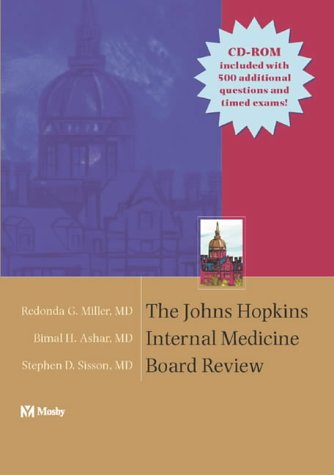 CD-ROM
included with
500 additional
questions and
timed exams!
Redonda G. Miller, MD
Bimal H. Ashar, MD
Stephen D. Sisson, MD
The Johns Hopkins
Internal Medicine
Board Review
Mosby